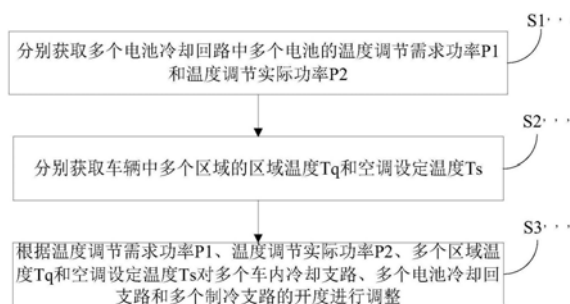 S1'''
分别获取多个电池冷却回路中多个电池的温度调节需求功率P1
和温度调节实际功率P2
S2'''
分别获取车辆中多个区域的区域温度Tq和空调设定温度Ts
S3'''
根据温度调节需求功率P1、温度调节实际功率P2、多个区域温
度Tq和空调设定温度Ts对多个车内冷却支路、多个电池冷却回
支路和多个制冷支路的开度进行调整